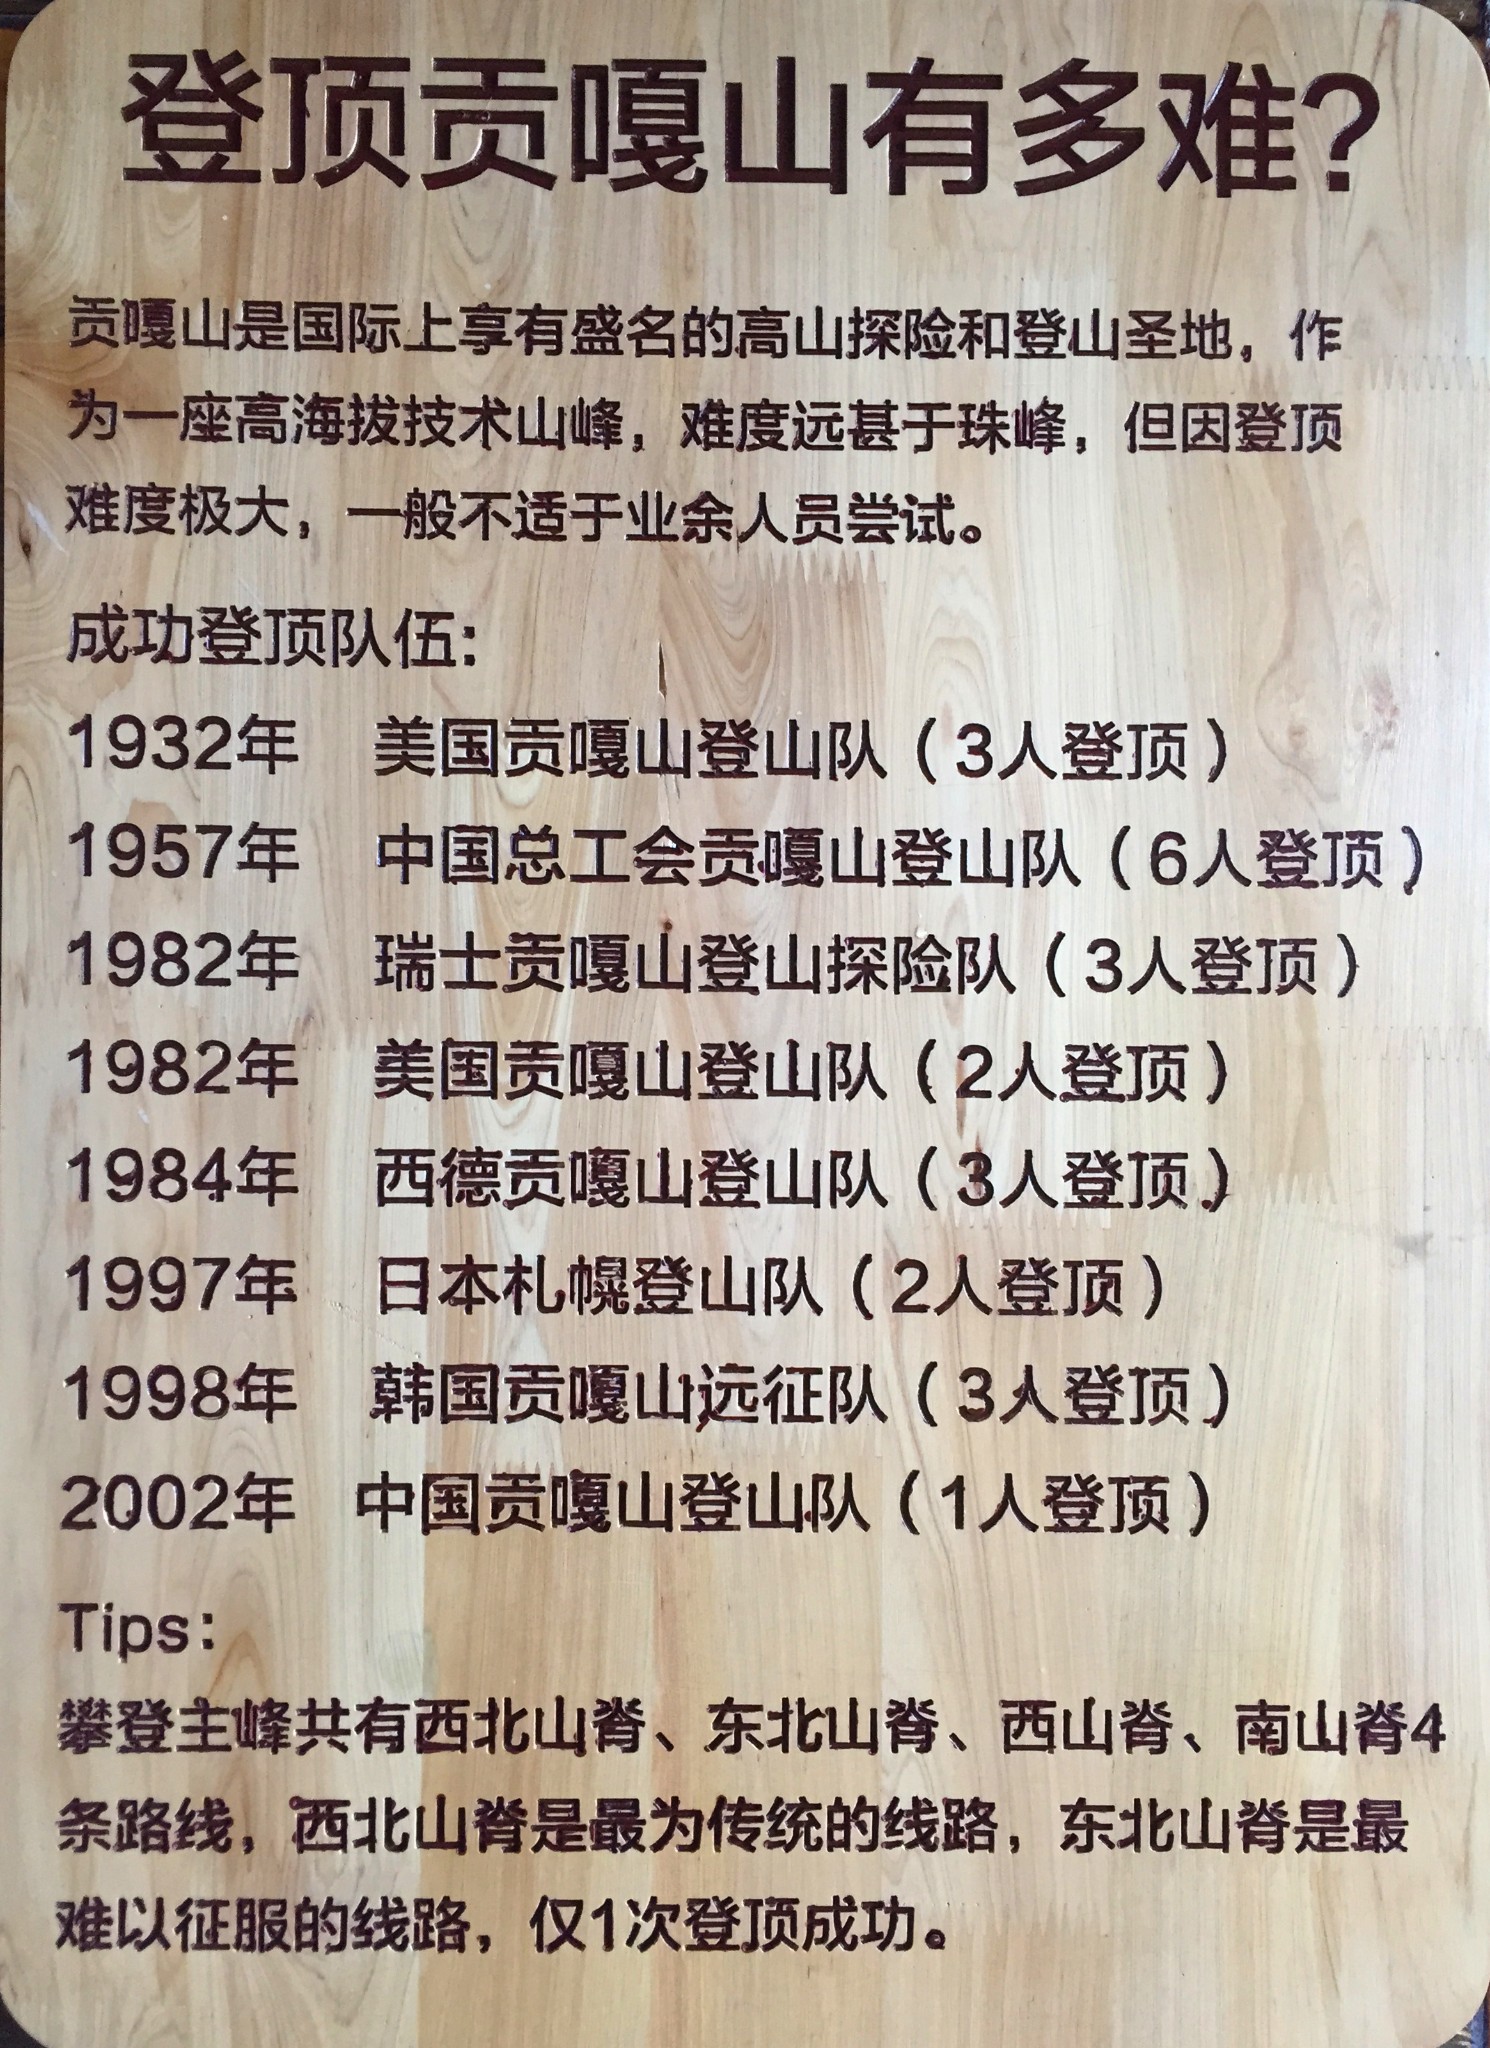 登顶贡嘎山有多难?
贡嘎山是国际上享有盛名的高山探险和登山圣地，作
为一座高海拔技术山峰，难度远甚于珠峰，但因登顶
难度极大，一般不适于业余人员尝试。
成功登顶队伍:
1932年 美国贡嘎山登山队（3人登顶）
1957年 中国总工会贡嘎山登山队（6人登顶）
1982年 瑞士贡嘎山登山探险队（3人登顶）
1982年 美国贡嘎山登山队（2人登顶）
1984年 西德贡嘎山登山队（3人登顶）
1997年 日本札幌登山队（2人登顶）
1998年 韩国贡嘎山远征队（3人登顶）
2002年 中国贡嘎山登山队（1人登顶）
Tips:
攀登主峰共有西北山脊、东北山脊、西山脊、南山脊4
条路线，西北山脊是最为传统的线路，东北山脊是最
难以征服的线路，仅1次登顶成功。